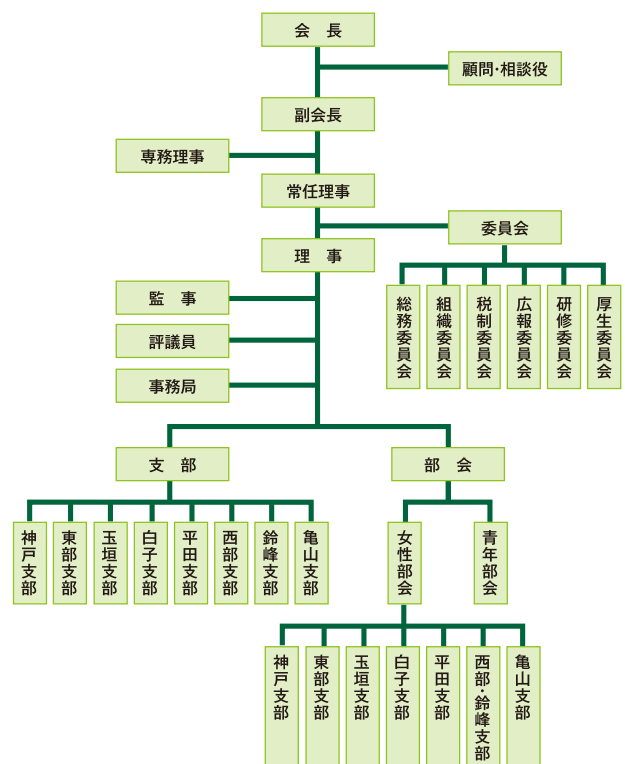 会　長
顧問・相談役
副会長
専務理事
常任理事
委員会
理　事
総務委員会
組織委員会
税制委員会
広報委員会
研修委員会
厚生委員会
監　事
評議員
事務局
支　部
部　会
神戸支部
東部支部
玉垣支部
白子支部
平田支部
西部支部
鈴峰支部
亀山支部
女性部会
青年部会
神戸支部
東部支部
玉垣支部
白子支部
平田支部
西部・鈴峰支部
亀山支部